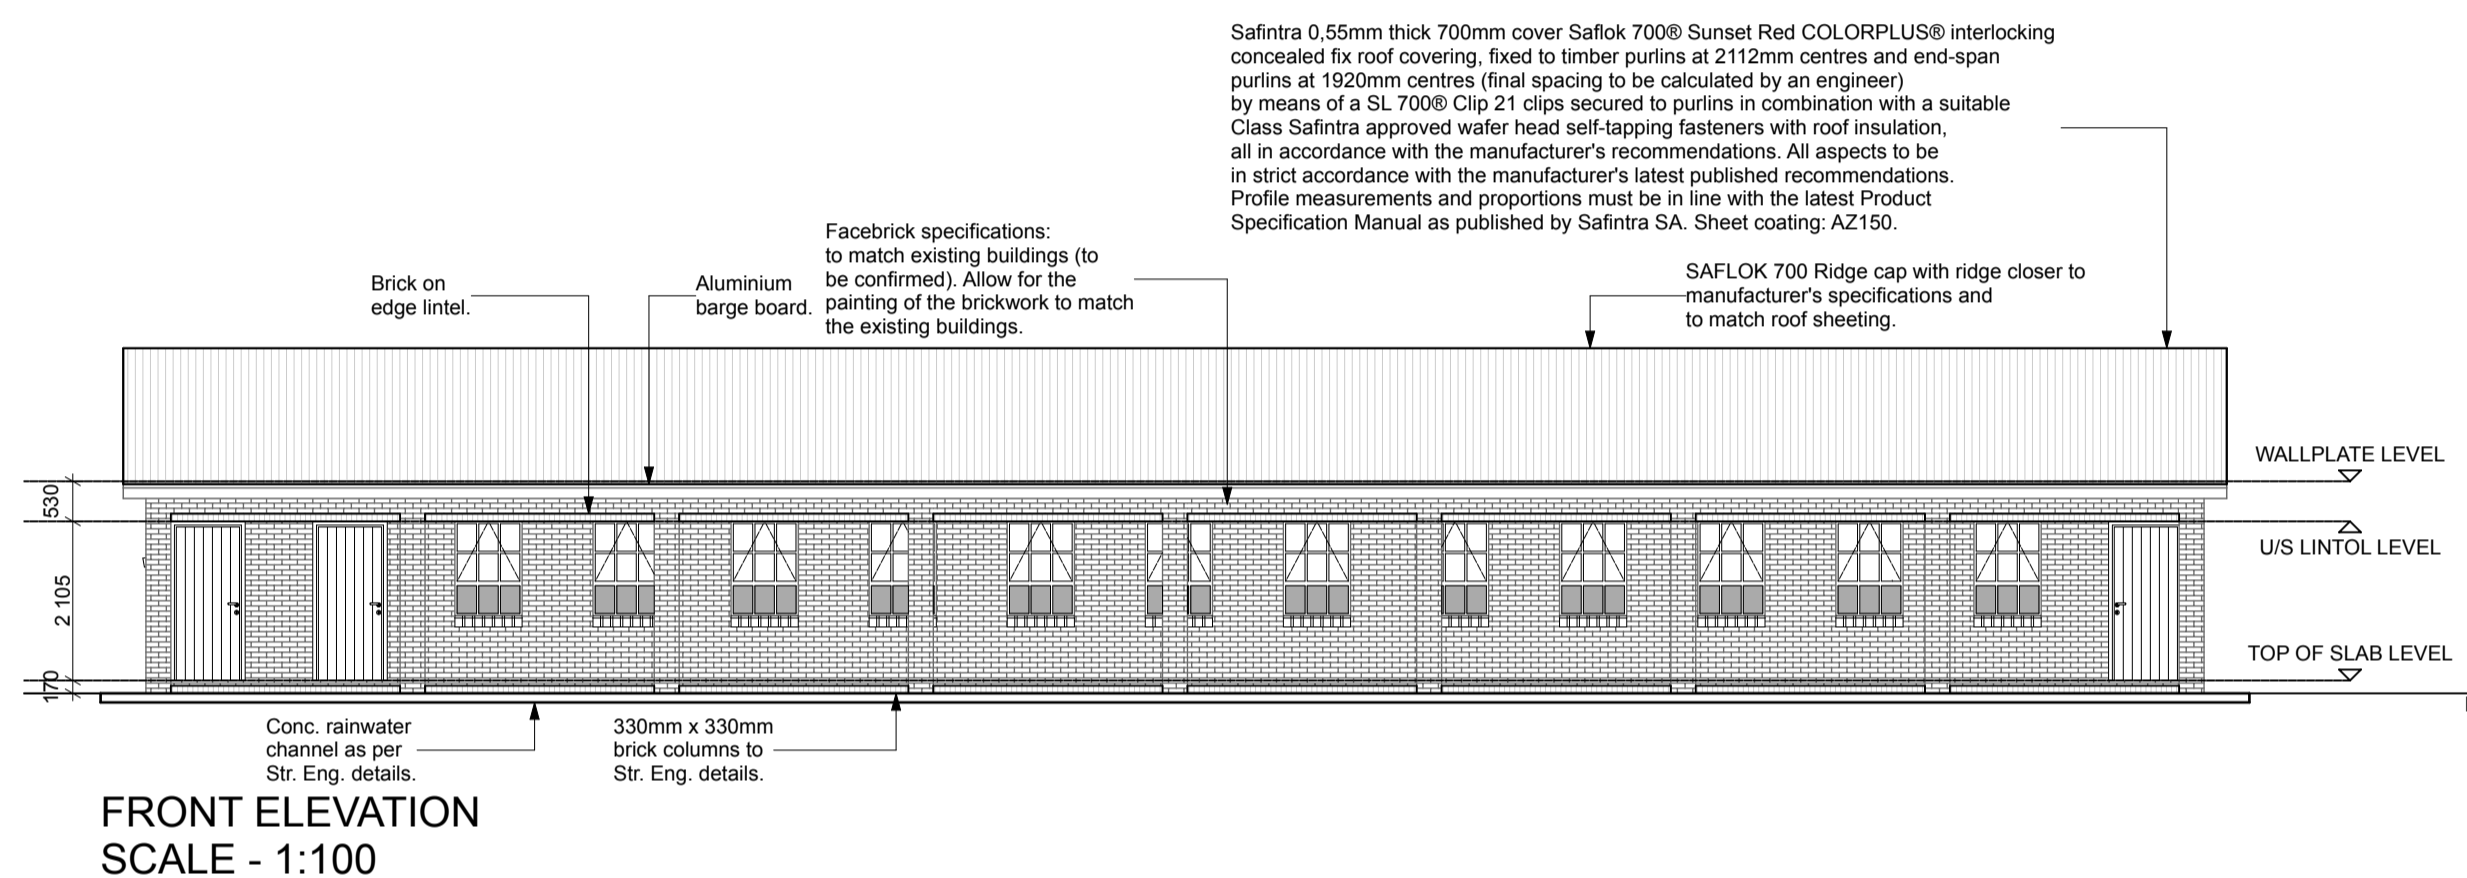 Safintra 0,55mm thick 700mm cover Saflok 700® Sunset Red COLORPLUS® interlocking
concealed fix roof covering, fixed to timber purlins at 2112mm centres and end-span
purlins at 1920mm centres (final spacing to be calculated by an engineer)
by means of a SL 700® Clip 21 clips secured to purlins in combination with a suitable
Class Safintra approved wafer head self-tapping fasteners with roof insulation,
all in accordance with the manufacturer's recommendations. All aspects to be
in strict accordance with the manufacturer's latest published recommendations.
Profile measurements and proportions must be in line with the latest Product
Specification Manual as published by Safintra SA. Sheet coating: AZ150.
Brick on
edge lintel.
Aluminium
barge board.
Facebrick specifications:
to match existing buildings (to
be confirmed). Allow for the
painting of the brickwork to match
the existing buildings.
SAFLOK 700 Ridge cap with ridge closer to
manufacturer's specifications and
to match roof sheeting.
530
2 105
170
WALLPLATE LEVEL
U/S LINTOL LEVEL
TOP OF SLAB LEVEL
Conc. rainwater
channel as per
Str. Eng. details.
330mm x 330mm
brick columns to
Str. Eng. details.
FRONT ELEVATION
SCALE - 1:100